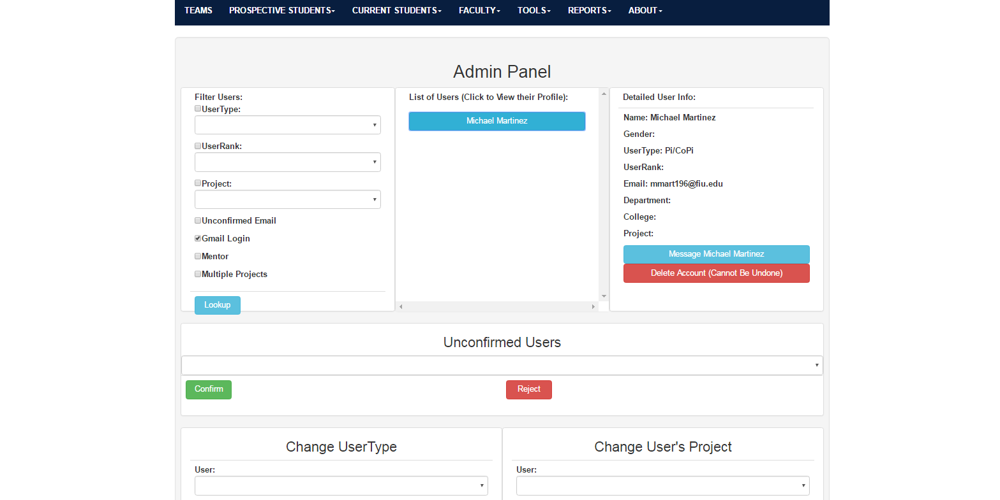 TEAMS PROSPECTIVE STUDENTS CURRENT STUDENTS FACULTY TOOLS REPORTS ABOUT
Admin Panel
Filter Users:
UserType:
UserRank:
Project:
Unconfirmed Email
Gmail Login
Mentor
Multiple Projects
Lookup
List of Users (Click to View their Profile):
Michael Martinez
Detailed User Info:
Name: Michael Martinez
Gender:
UserType: Pi/CoPi
UserRank:
Email: mmart196@fiu.edu
Department:
College:
Project:
Message Michael Martinez
Delete Account (Cannot Be Undone)
Unconfirmed Users
Confirm
Reject
Change UserType
User:
Change User's Project
User: